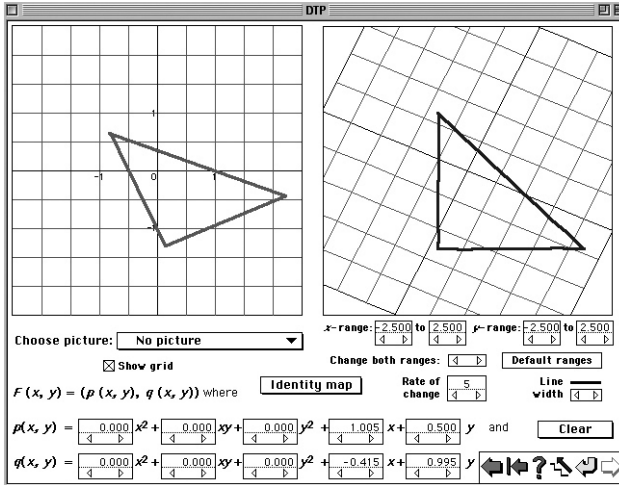 DTP
1
-1 0 1
-1
x-range: -2.500 to 2.500 y-range: -2.500 to 2.500
Choose picture: No picture
Show grid
Change both ranges: Default ranges
F(x, y) = (p(x, y), q(x, y)) where Identity map Rate of change 5 Line width
p(x, y) = 0.000 x² + 0.000 xy + 0.000 y² + 1.005 x + 0.500 y and Clear
q(x, y) = 0.000 x² + 0.000 xy + 0.000 y² + -0.415 x + 0.995 y